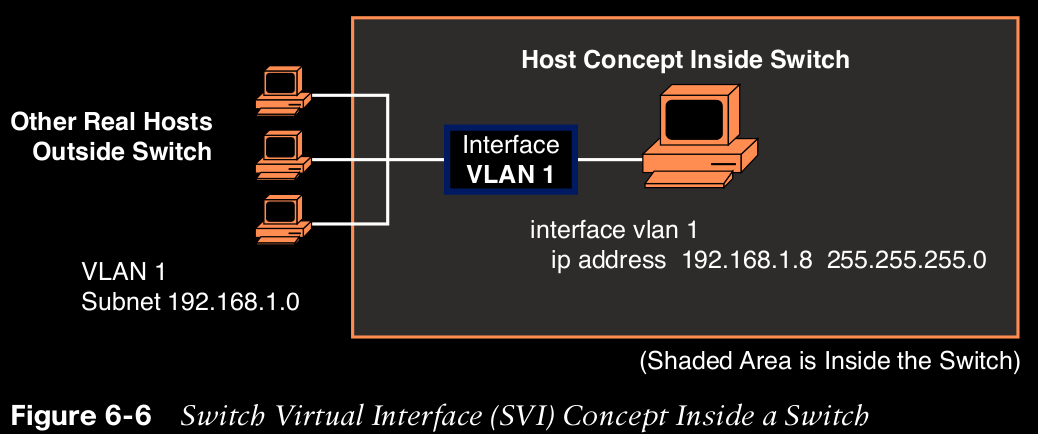 Host Concept Inside Switch
Other Real Hosts
Outside Switch
Interface
VLAN 1
interface vlan 1
ip address 192.168.1.8 255.255.255.0
VLAN 1
Subnet 192.168.1.0
(Shaded Area is Inside the Switch)
Figure 6-6 Switch Virtual Interface (SVI) Concept Inside a Switch